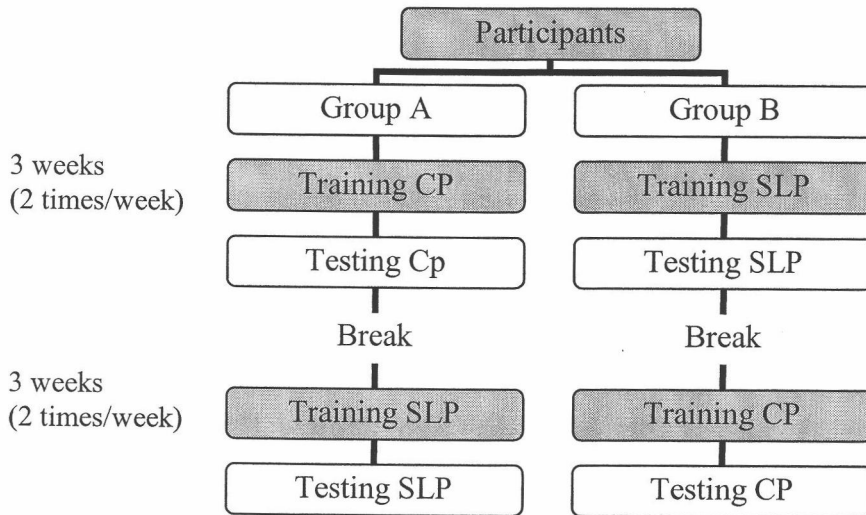 Participants
Group A
Group B
3 weeks
(2 times/week)
Training CP
Training SLP
Testing Cp
Testing SLP
Break
Break
3 weeks
(2 times/week)
Training SLP
Training CP
Testing SLP
Testing CP